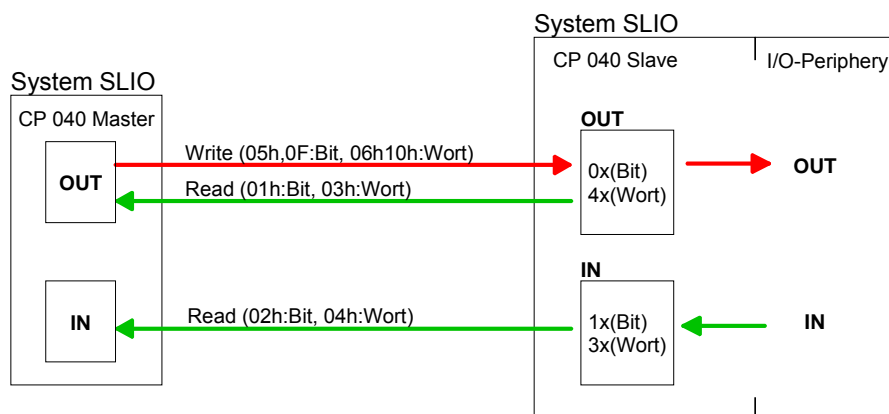 System SLIO
CP 040 Slave
I/O-Periphery
System SLIO
CP 040 Master
OUT
Write (05h,0F:Bit, 06h10h:Wort)
OUT
0x(Bit)
4x(Wort)
OUT
Read (01h:Bit, 03h:Wort)
IN
IN
Read (02h:Bit, 04h:Wort)
1x(Bit)
3x(Wort)
IN